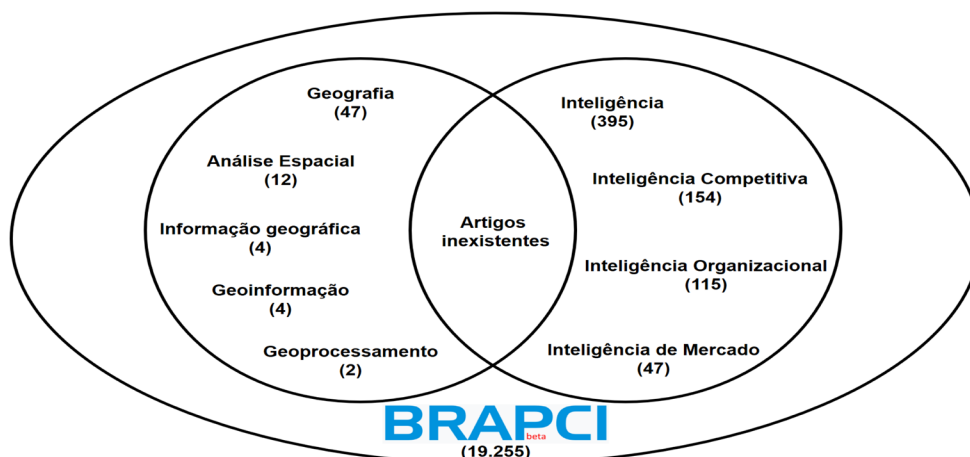 Geografia
(47)
Análise Espacial
(12)
Informação geográfica
(4)
Geoinformação
(4)
Geoprocessamento
(2)
Artigos
inexistentes
Inteligência
(395)
Inteligência Competitiva
(154)
Inteligência Organizacional
(115)
Inteligência de Mercado
(47)
BRAPCI
beta
(19.255)